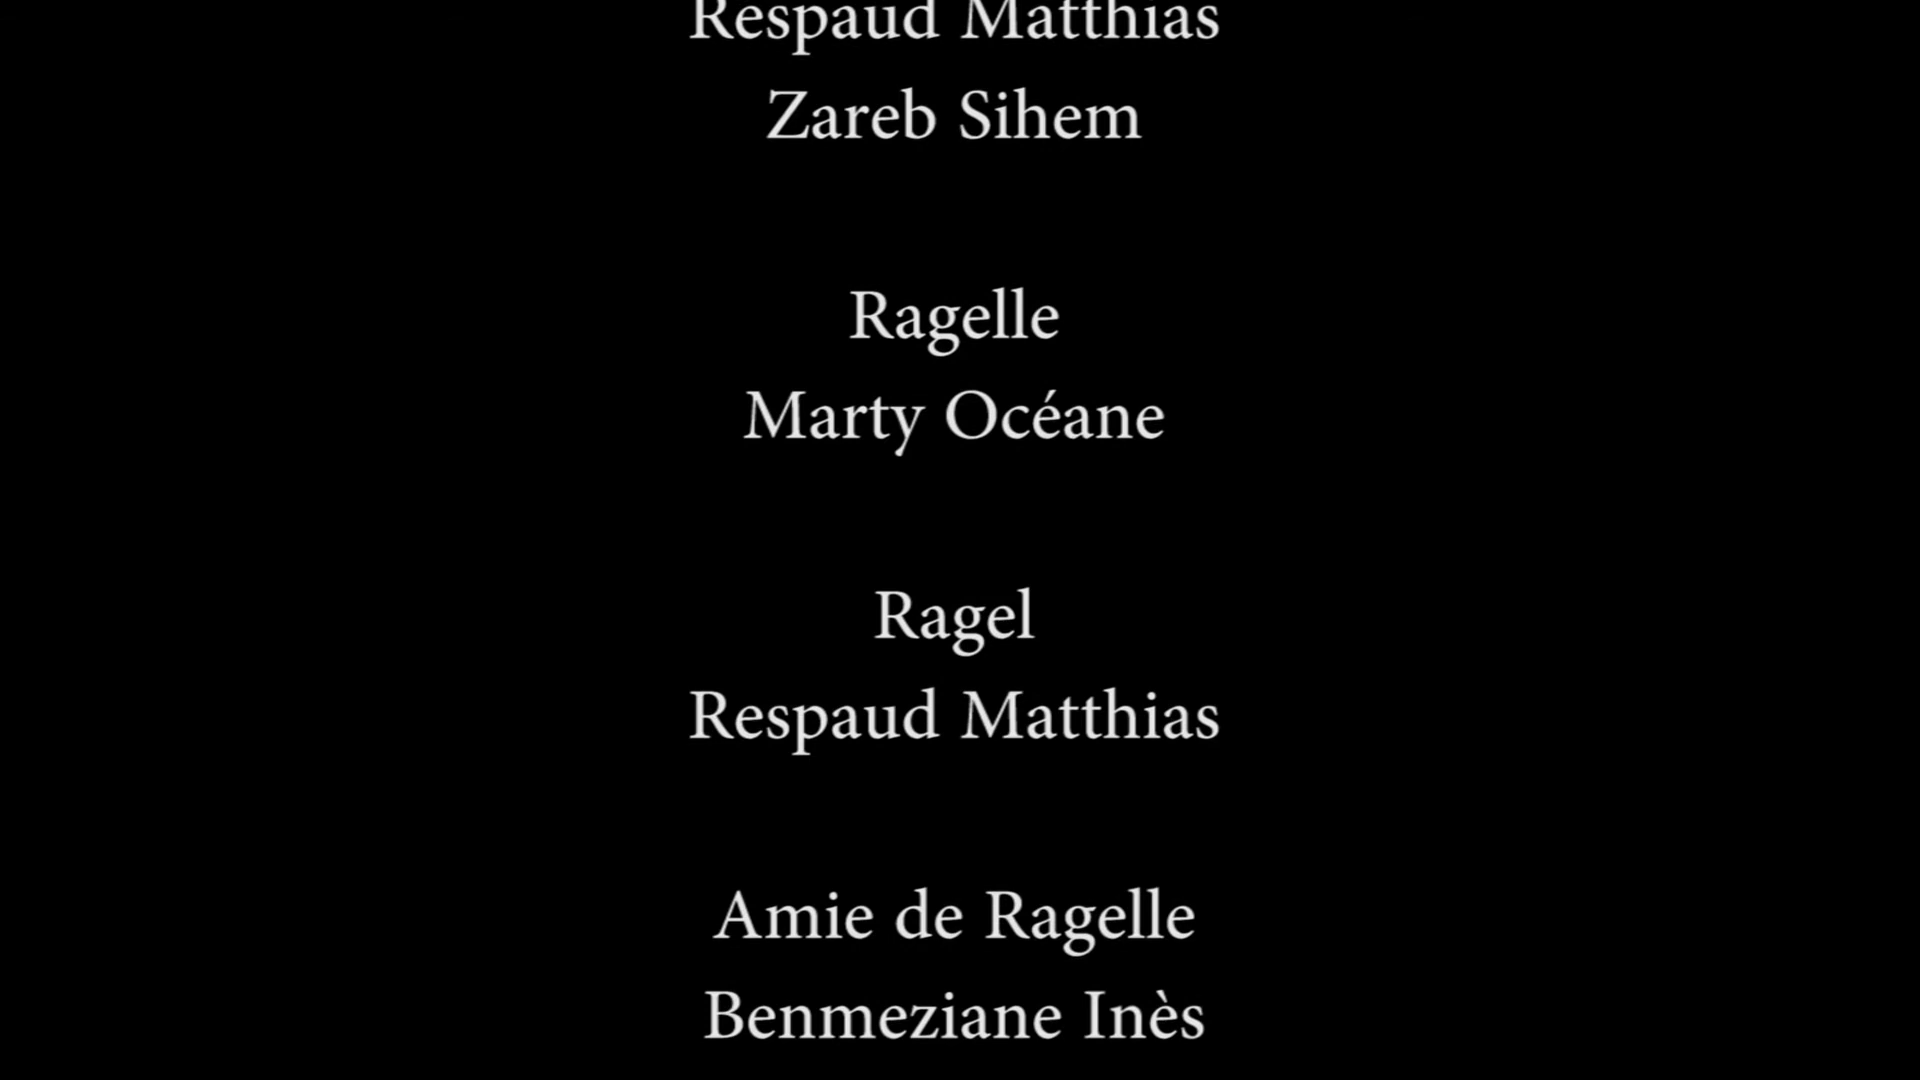 Respaud Matthias
Zareb Sihem
Ragelle
Marty Océane
Ragel
Respaud Matthias
Amie de Ragelle
Benmeziane Inès